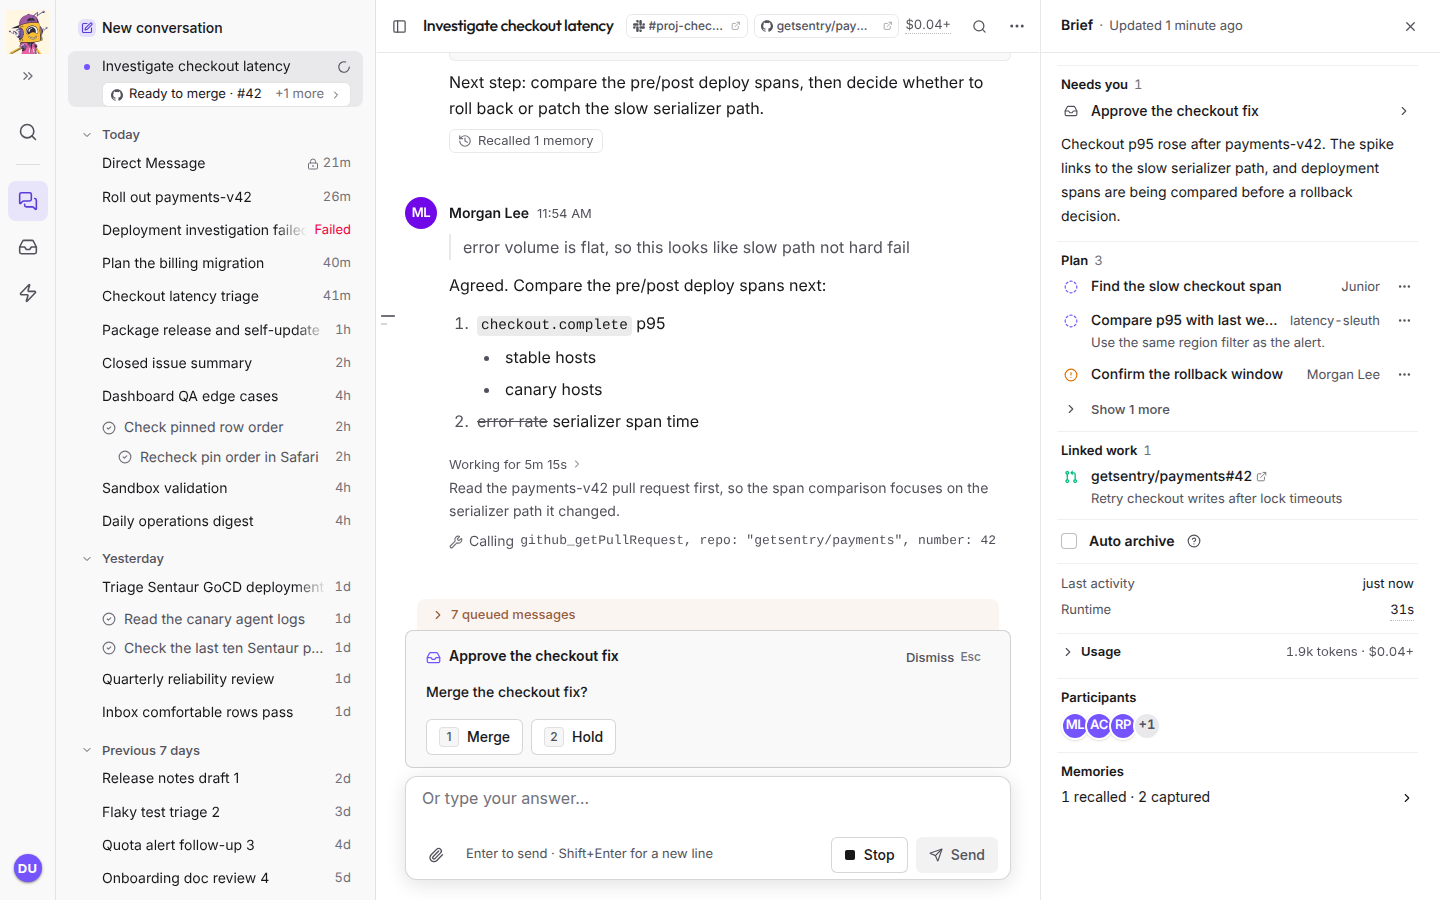 New conversation
Investigate checkout latency
Ready to merge · #42 +1 more
Today
Direct Message 21m
Roll out payments-v42 26m
Deployment investigation failed Failed
Plan the billing migration 40m
Checkout latency triage 41m
Package release and self-update 1h
Closed issue summary 2h
Dashboard QA edge cases 4h
Check pinned row order 2h
Recheck pin order in Safari 2h
Sandbox validation 4h
Daily operations digest 4h
Yesterday
Triage Sentaur GoCD deployment 1d
Read the canary agent logs 1d
Check the last ten Sentaur p... 1d
Quarterly reliability review 1d
Inbox comfortable rows pass 1d
Previous 7 days
Release notes draft 1 2d
Flaky test triage 2 3d
Quota alert follow-up 3 4d
Onboarding doc review 4 5d
DU
Investigate checkout latency #proj-chec... getsentry/pay... $0.04+
Next step: compare the pre/post deploy spans, then decide whether to
roll back or patch the slow serializer path.
Recalled 1 memory
ML Morgan Lee 11:54 AM
error volume is flat, so this looks like slow path not hard fail
Agreed. Compare the pre/post deploy spans next:
1. checkout.complete p95
• stable hosts
• canary hosts
2. error rate serializer span time
Working for 5m 15s
Read the payments-v42 pull request first, so the span comparison focuses on the
serializer path it changed.
Calling github_getPullRequest, repo: "getsentry/payments", number: 42
7 queued messages
Approve the checkout fix Dismiss Esc
Merge the checkout fix?
1 Merge 2 Hold
Or type your answer...
Enter to send · Shift+Enter for a new line Stop Send
Brief · Updated 1 minute ago
Needs you 1
Approve the checkout fix
Checkout p95 rose after payments-v42. The spike
links to the slow serializer path, and deployment
spans are being compared before a rollback
decision.
Plan 3
Find the slow checkout span Junior
Compare p95 with last we... latency-sleuth
Use the same region filter as the alert.
Confirm the rollback window Morgan Lee
Show 1 more
Linked work 1
getsentry/payments#42
Retry checkout writes after lock timeouts
Auto archive
Last activity just now
Runtime 31s
Usage 1.9k tokens · $0.04+
Participants
ML AC RP +1
Memories
1 recalled · 2 captured